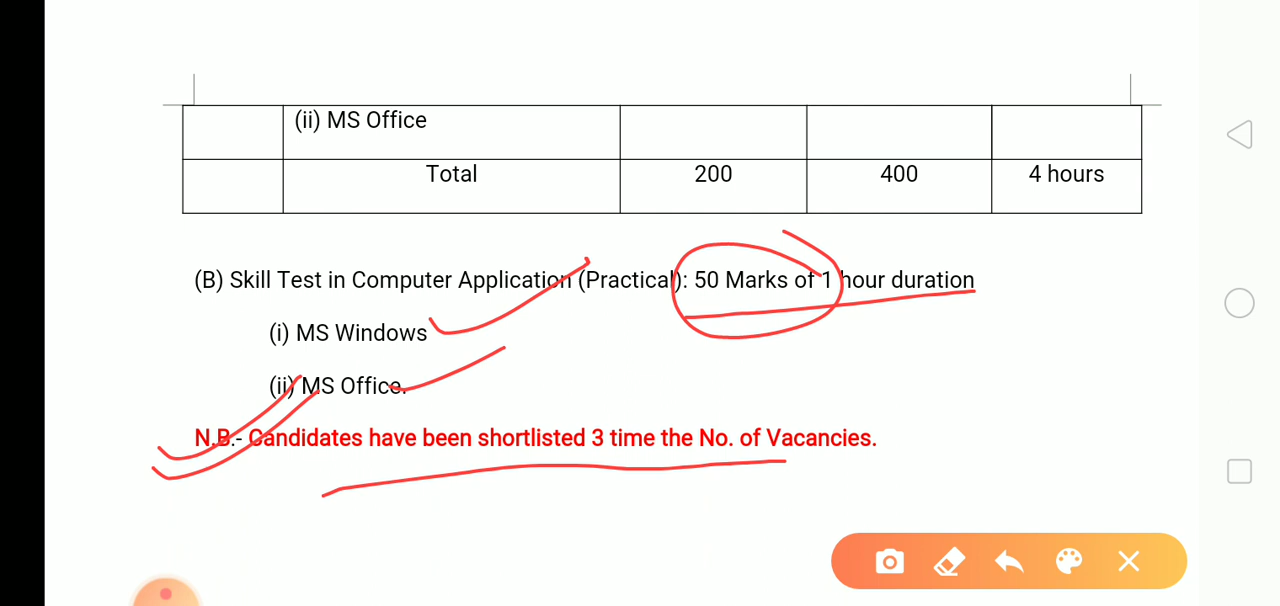 (ii) MS Office
Total 200 400 4 hours
(B) Skill Test in Computer Application (Practical): 50 Marks of 1 hour duration
(i) MS Windows
(ii) MS Office.
N.B.- Candidates have been shortlisted 3 time the No. of Vacancies.